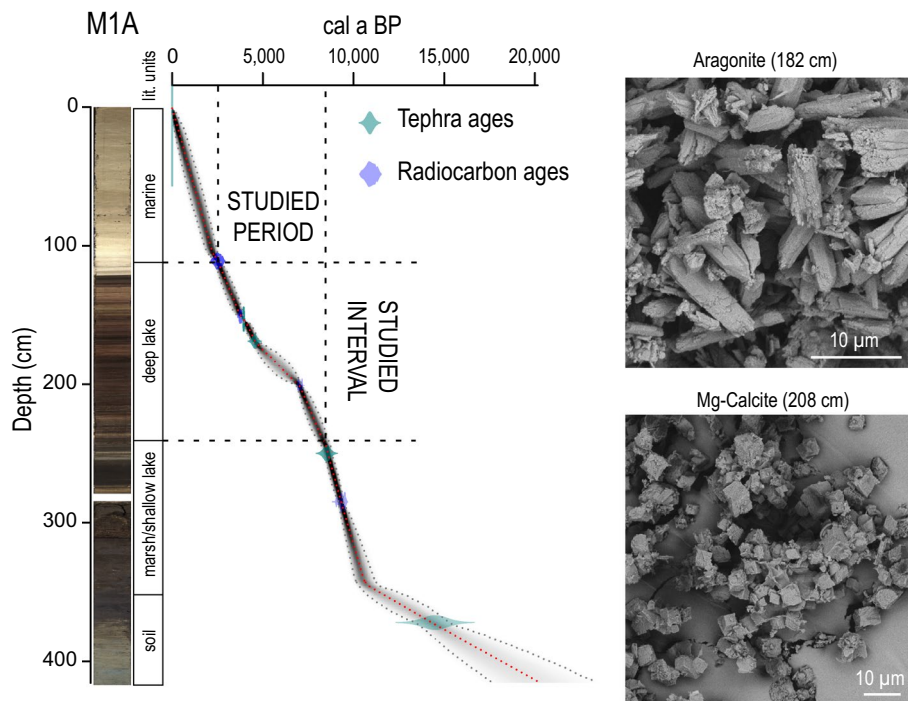 M1A
cal a BP
lit. units
0
5,000
10,000
15,000
20,000
Tephra ages
Radiocarbon ages
STUDIED
PERIOD
STUDIED
INTERVAL
Depth (cm)
0
100
200
300
400
marine
deep lake
marsh/shallow lake
soil
Aragonite (182 cm)
10 µm
Mg-Calcite (208 cm)
10 µm